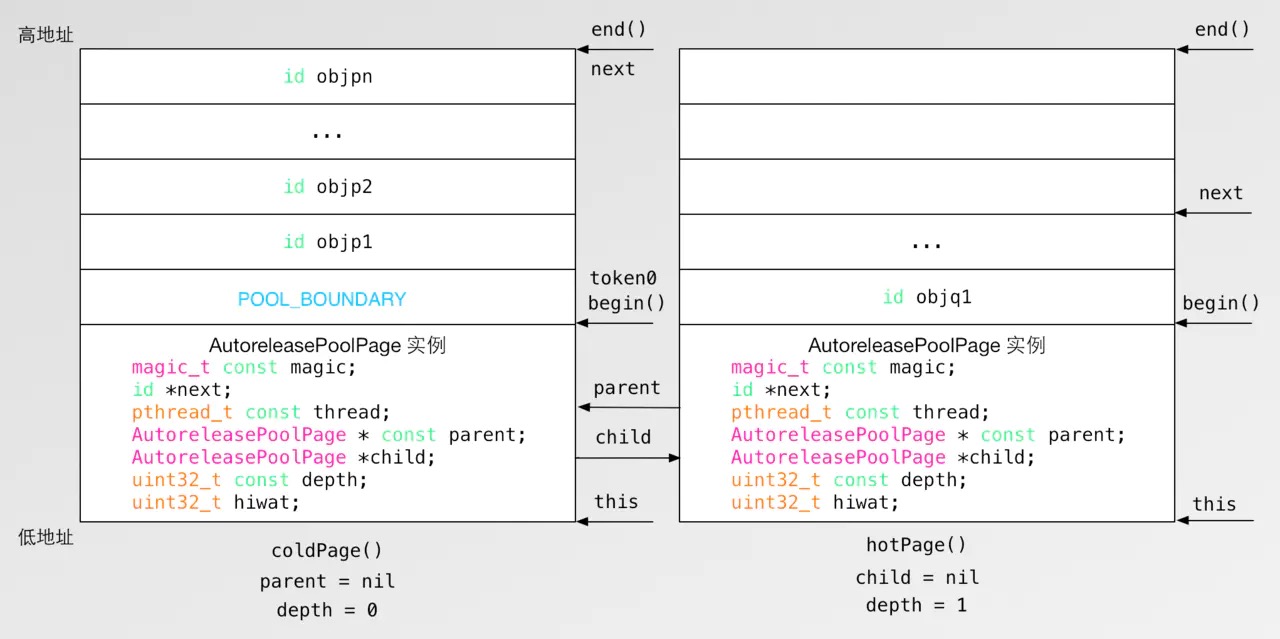 高地址
end()
next
id objpn
...
id objp2
id objp1
token0
begin()
POOL_BOUNDARY
AutoreleasePoolPage 实例
magic_t const magic;
id *next;
pthread_t const thread;
AutoreleasePoolPage * const parent;
AutoreleasePoolPage *child;
uint32_t const depth;
uint32_t hiwat;
parent
child
this
低地址
coldPage()
parent = nil
depth = 0
end()
next
...
id objq1
begin()
AutoreleasePoolPage 实例
magic_t const magic;
id *next;
pthread_t const thread;
AutoreleasePoolPage * const parent;
AutoreleasePoolPage *child;
uint32_t const depth;
uint32_t hiwat;
this
hotPage()
child = nil
depth = 1